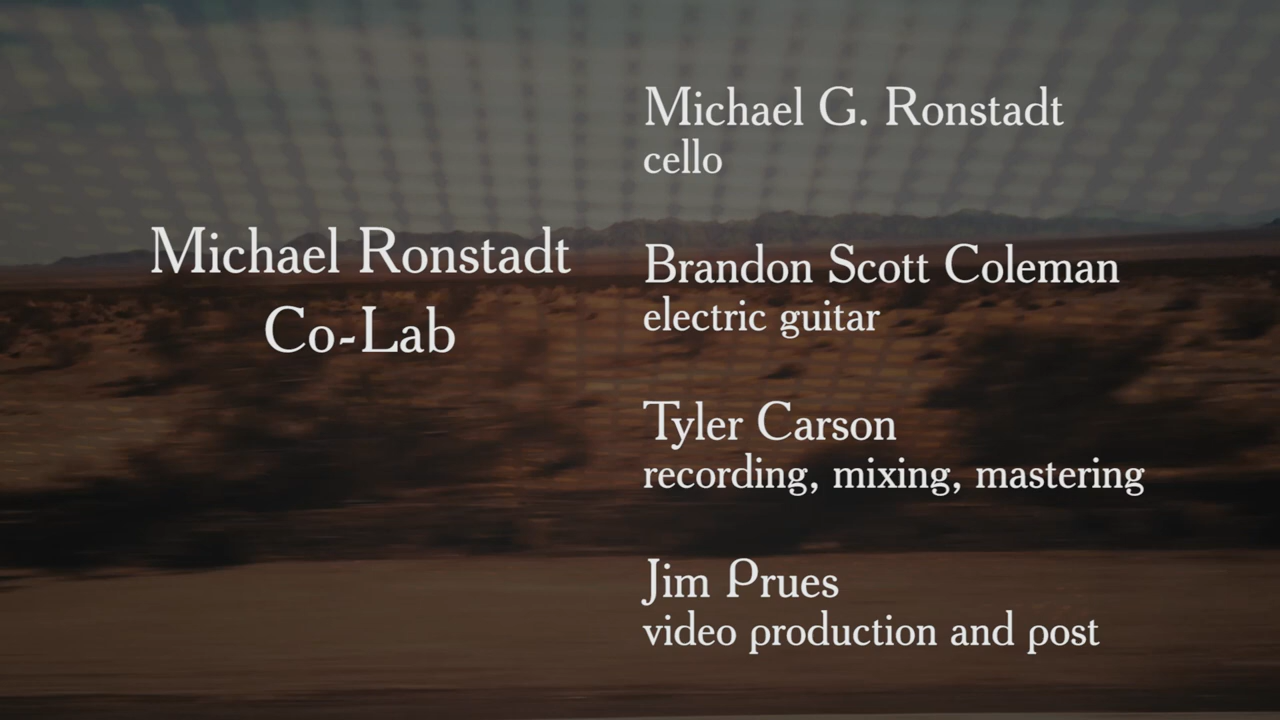 Michael Ronstadt
Co-Lab
Michael G. Ronstadt
cello
Brandon Scott Coleman
electric guitar
Tyler Carson
recording, mixing, mastering
Jim Prues
video production and post